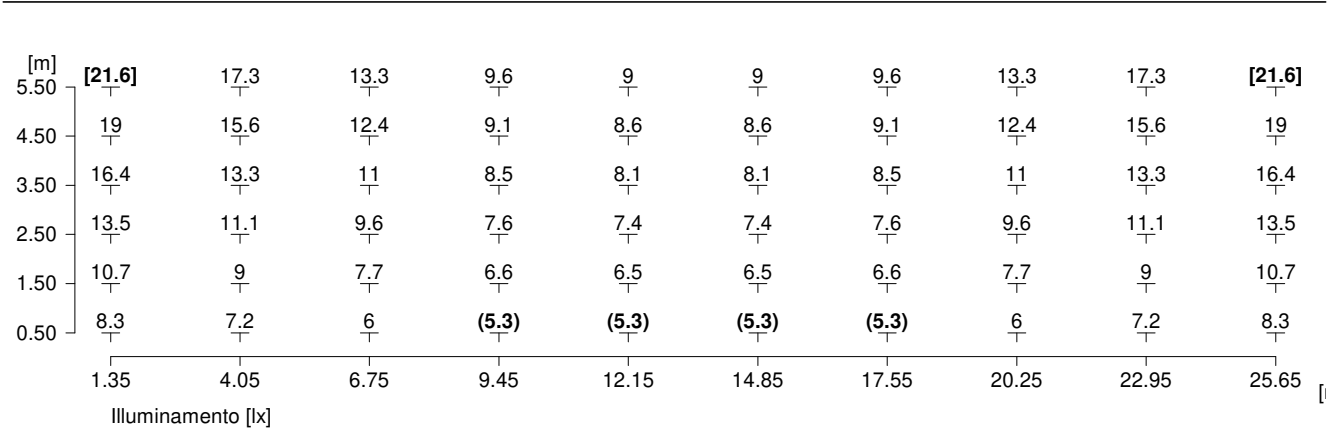 [m]
5.50 [21.6] 17.3 13.3 9.6 9 9 9.6 13.3 17.3 [21.6]
4.50 19 15.6 12.4 9.1 8.6 8.6 9.1 12.4 15.6 19
3.50 16.4 13.3 11 8.5 8.1 8.1 8.5 11 13.3 16.4
2.50 13.5 11.1 9.6 7.6 7.4 7.4 7.6 9.6 11.1 13.5
1.50 10.7 9 7.7 6.6 6.5 6.5 6.6 7.7 9 10.7
0.50 8.3 7.2 6 (5.3) (5.3) (5.3) (5.3) 6 7.2 8.3
1.35 4.05 6.75 9.45 12.15 14.85 17.55 20.25 22.95 25.65
Illuminamento [lx]